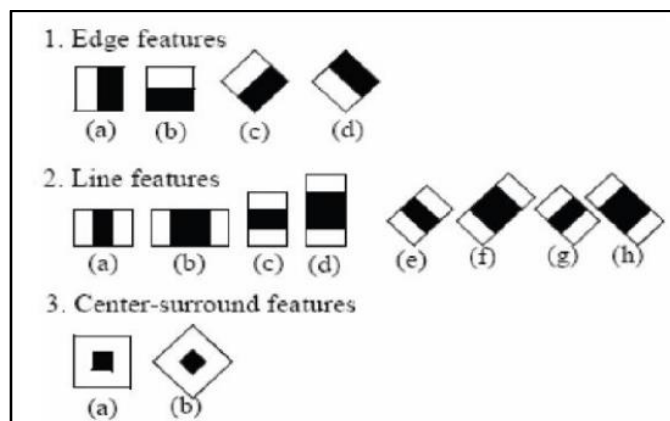 1. Edge features
(a) (b) (c) (d)
2. Line features
(a) (b) (c) (d) (e) (f) (g) (h)
3. Center-surround features
(a) (b)